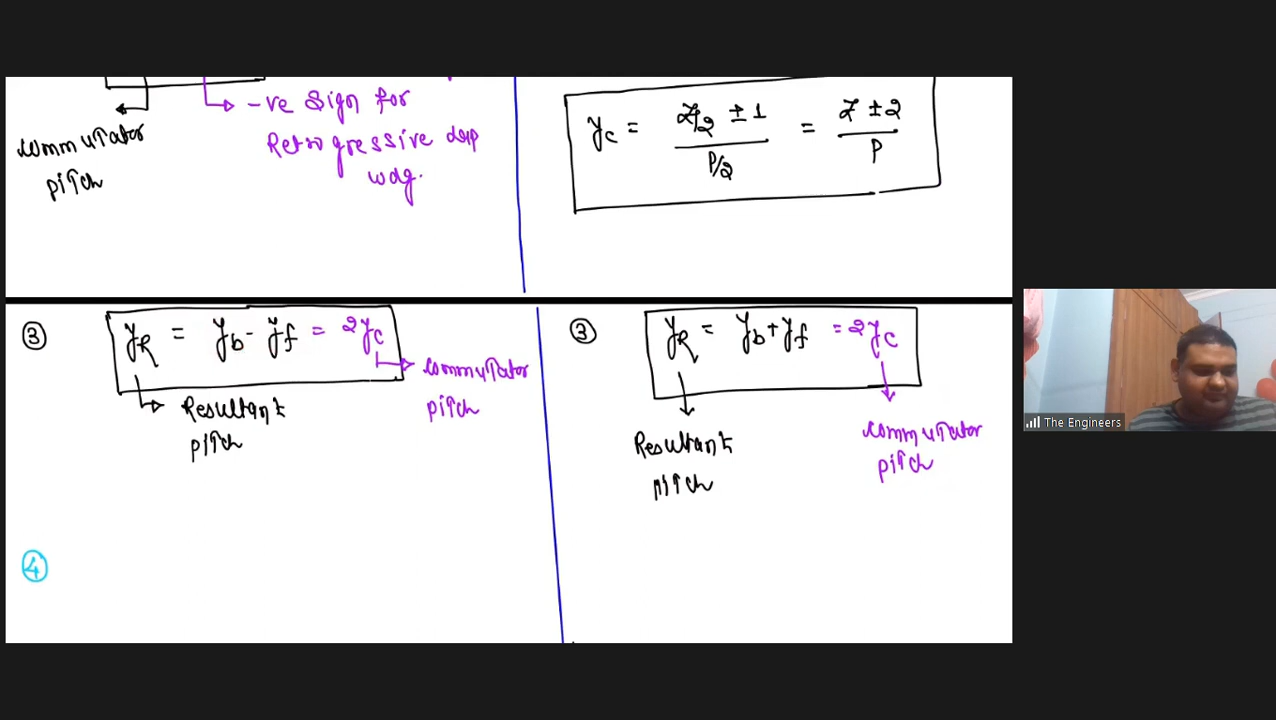 -ve Sign for
Retrogressive Lap
wdg.
commutator
pitch
yc = Z/2 ± 1 / P/2 = Z ± 2 / P
③ yR = yb - yf = 2yc
commutator
pitch
Resultant
pitch
④
③ yR = yb + yf = 2yc
Resultant
pitch
commutator
pitch
The Engineers